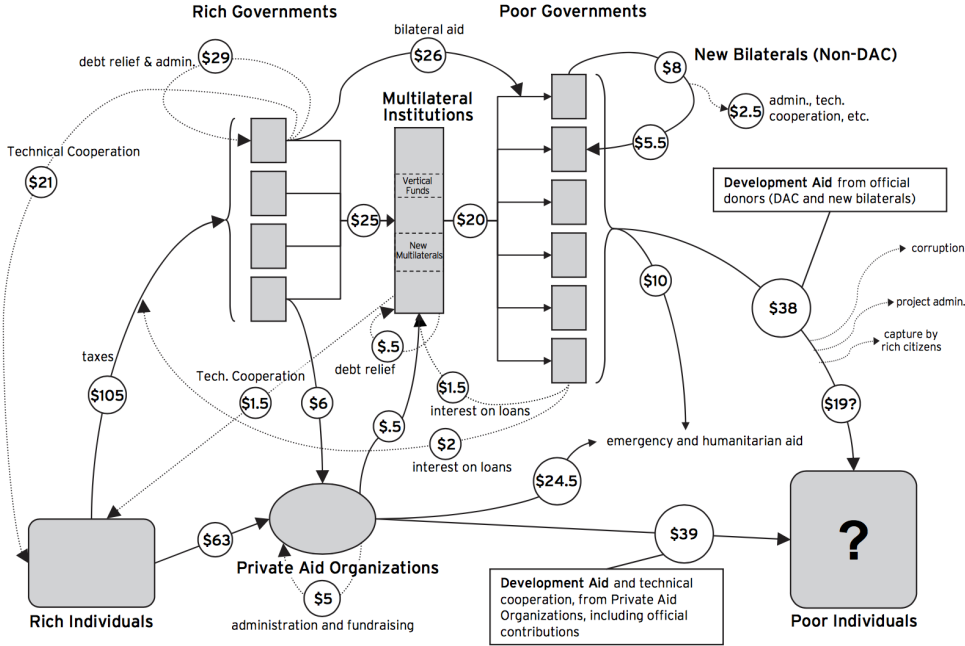 Rich Governments
Poor Governments
bilateral aid
$29
$26
debt relief & admin.
New Bilaterals (Non-DAC)
$8
Multilateral
Institutions
$2.5
admin., tech.
cooperation, etc.
Technical Cooperation
$5.5
$21
Vertical
Funds
Development Aid from official
donors (DAC and new bilaterals)
$25
$20
New
Multilaterals
corruption
$10
$38
project admin.
capture by
rich citizens
$.5
debt relief
taxes
Tech. Cooperation
$105
$1.5
$6
$1.5
interest on loans
$19?
$.5
$2
interest on loans
emergency and humanitarian aid
$24.5
$63
$39
?
Private Aid Organizations
$5
administration and fundraising
Development Aid and technical
cooperation, from Private Aid
Organizations, including official
contributions
Rich Individuals
Poor Individuals